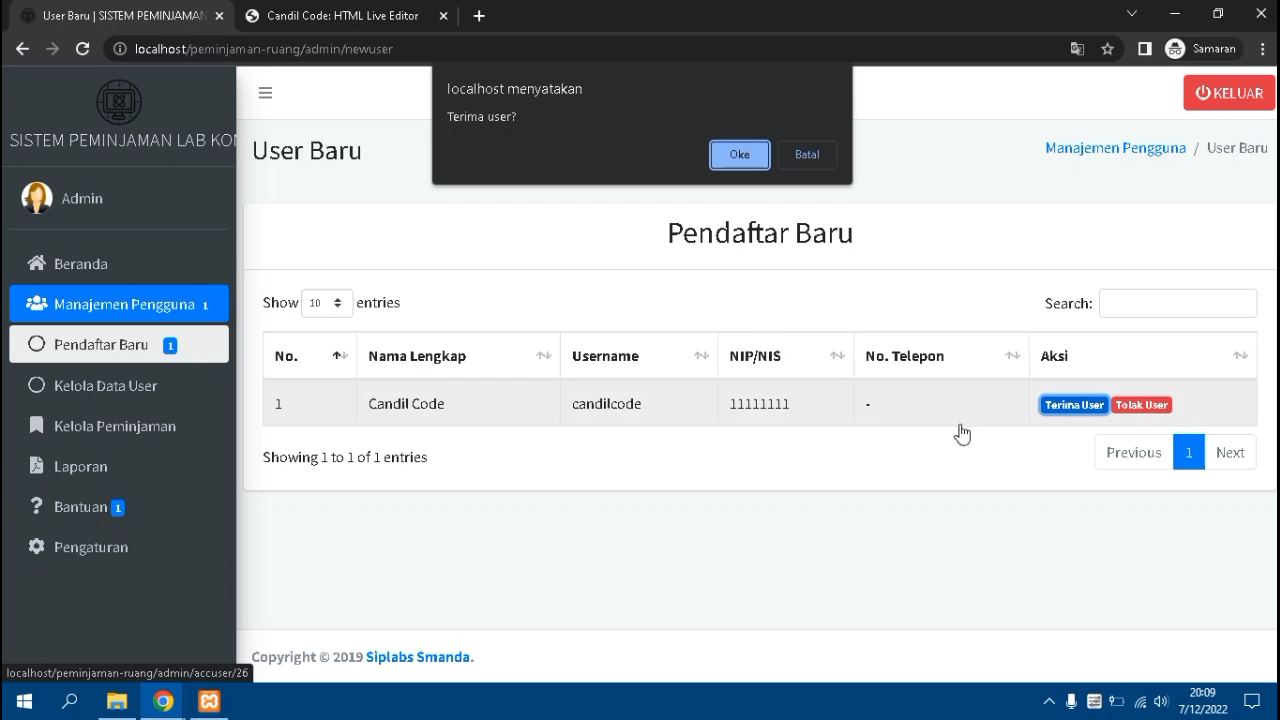 User Baru | SISTEM PEMINJAMAN
Candil Code: HTML Live Editor
localhost/peminjaman-ruang/admin/newuser
Samaran
localhost menyatakan
Terima user?
Oke
Batal
SISTEM PEMINJAMAN LAB KO
KELUAR
User Baru
Manajemen Pengguna / User Baru
Admin
Beranda
Manajemen Pengguna 1
Pendaftar Baru 1
Kelola Data User
Kelola Peminjaman
Laporan
Bantuan 1
Pengaturan
Pendaftar Baru
Show 10 entries
Search:
No. Nama Lengkap Username NIP/NIS No. Telepon Aksi
1 Candil Code candilcode 11111111 - Terima User Tolak User
Showing 1 to 1 of 1 entries
Previous 1 Next
Copyright © 2019 Siplabs Smanda.
localhost/peminjaman-ruang/admin/accuser/26
20:09
7/12/2022